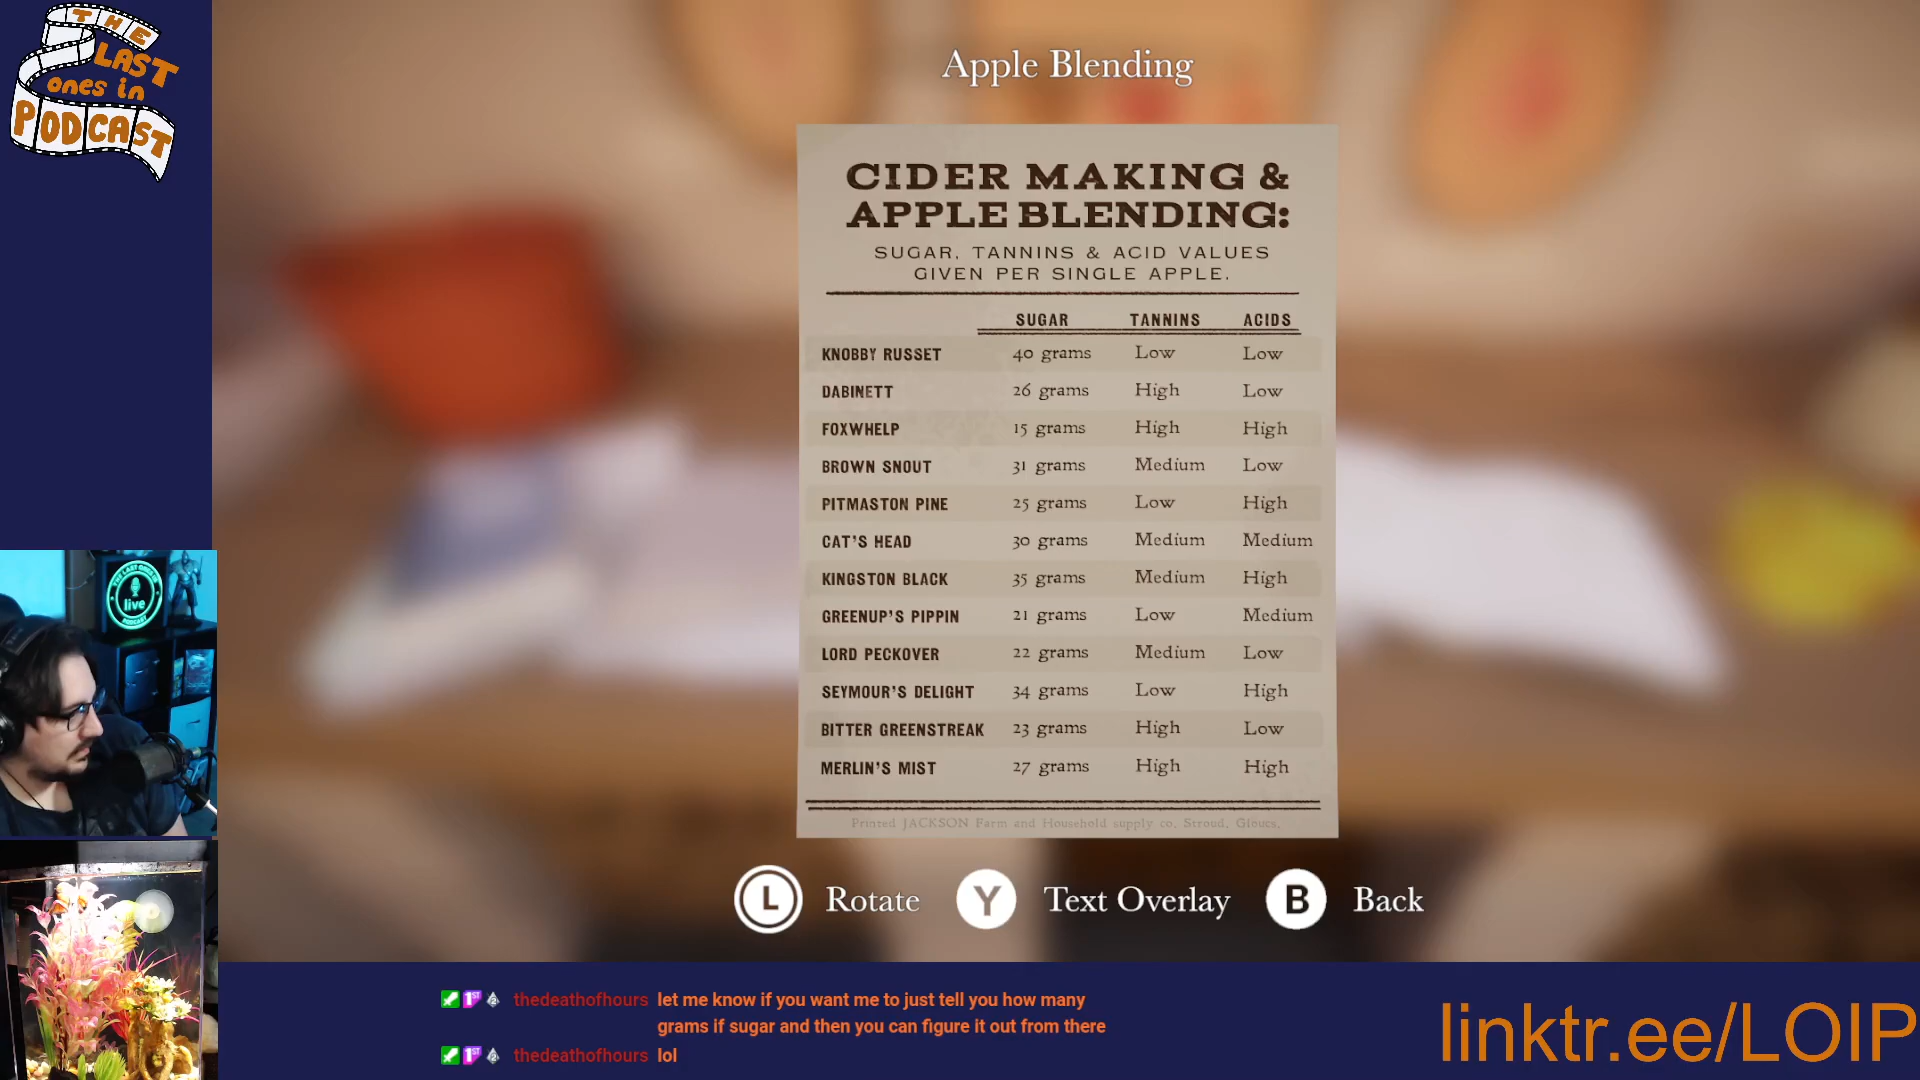 THE
LAST
ones in
PODCAST
Apple Blending
CIDER MAKING &
APPLE BLENDING:
SUGAR, TANNINS & ACID VALUES
GIVEN PER SINGLE APPLE.
SUGAR TANNINS ACIDS
KNOBBY RUSSET 40 grams Low Low
DABINETT 26 grams High Low
FOXWHELP 15 grams High High
BROWN SNOUT 31 grams Medium Low
PITMASTON PINE 25 grams Low High
CAT'S HEAD 30 grams Medium Medium
KINGSTON BLACK 35 grams Medium High
GREENUP'S PIPPIN 21 grams Low Medium
LORD PECKOVER 22 grams Medium Low
SEYMOUR'S DELIGHT 34 grams Low High
BITTER GREENSTREAK 23 grams High Low
MERLIN'S MIST 27 grams High High
Printed JACKSON Farm and Household supply co, Stroud, Gloucs,
live
PODCAST
L Rotate Y Text Overlay B Back
thedeathofhours let me know if you want me to just tell you how many
grams if sugar and then you can figure it out from there
thedeathofhours lol
linktr.ee/LOIP